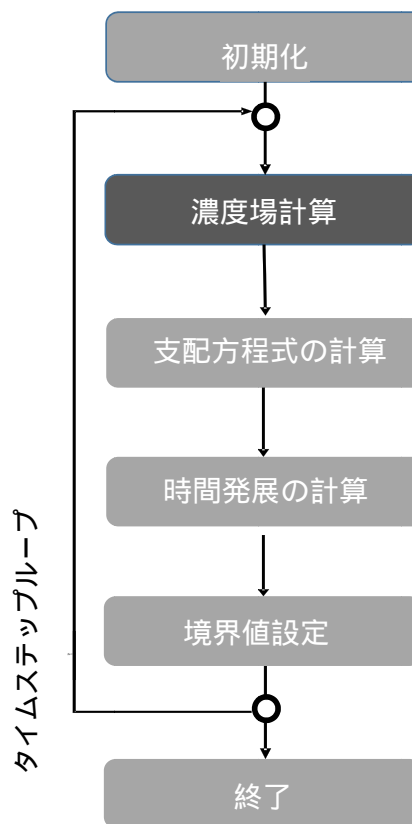 初期化
濃度場計算
支配方程式の計算
時間発展の計算
境界値設定
終了
タイムステップループ